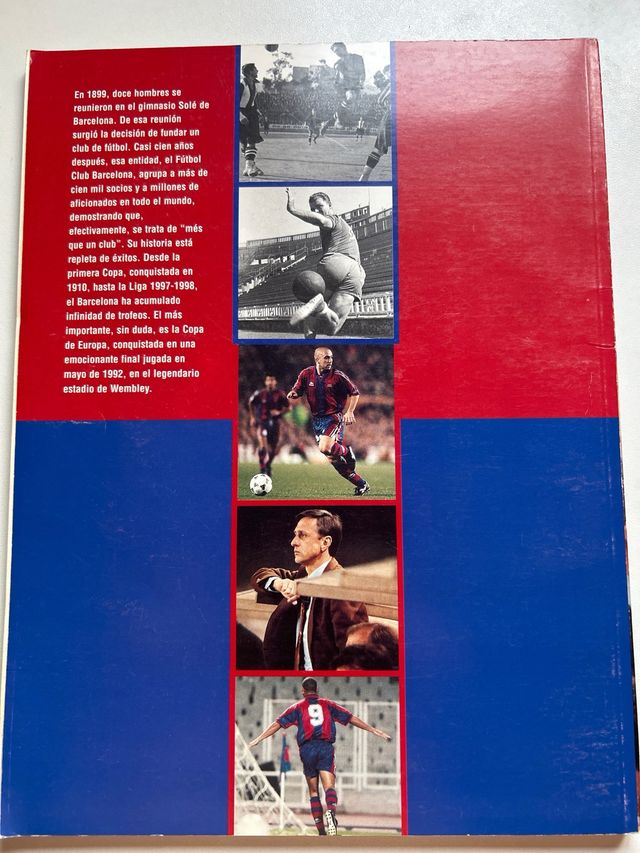 En 1899, doce hombres se
reunieron en el gimnasio Solé de
Barcelona. De esa reunión
surgió la decisión de fundar un
club de fútbol. Casi cien años
después, esa entidad, el Fútbol
Club Barcelona, agrupa a más de
cien mil socios y a millones de
aficionados en todo el mundo,
demostrando que,
efectivamente, se trata de "més
que un club". Su historia está
repleta de éxitos. Desde la
primera Copa, conquistada en
1910, hasta la Liga 1997-1998,
el Barcelona ha acumulado
infinidad de trofeos. El más
importante, sin duda, es la Copa
de Europa, conquistada en una
emocionante final jugada en
mayo de 1992, en el legendario
estadio de Wembley.
9